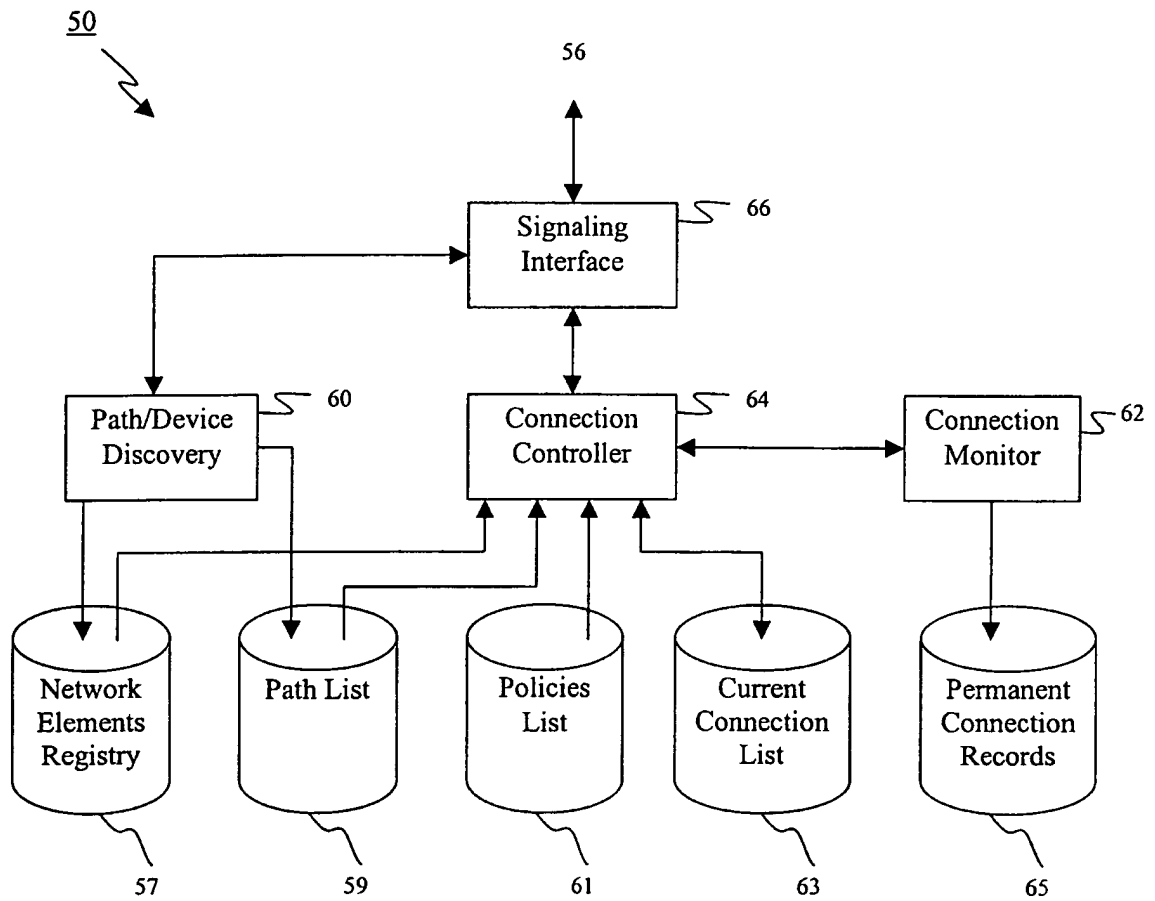 50
56
66
Signaling
Interface
60
Path/Device
Discovery
64
Connection
Controller
62
Connection
Monitor
Network
Elements
Registry
Path List
Policies
List
Current
Connection
List
Permanent
Connection
Records
57
59
61
63
65